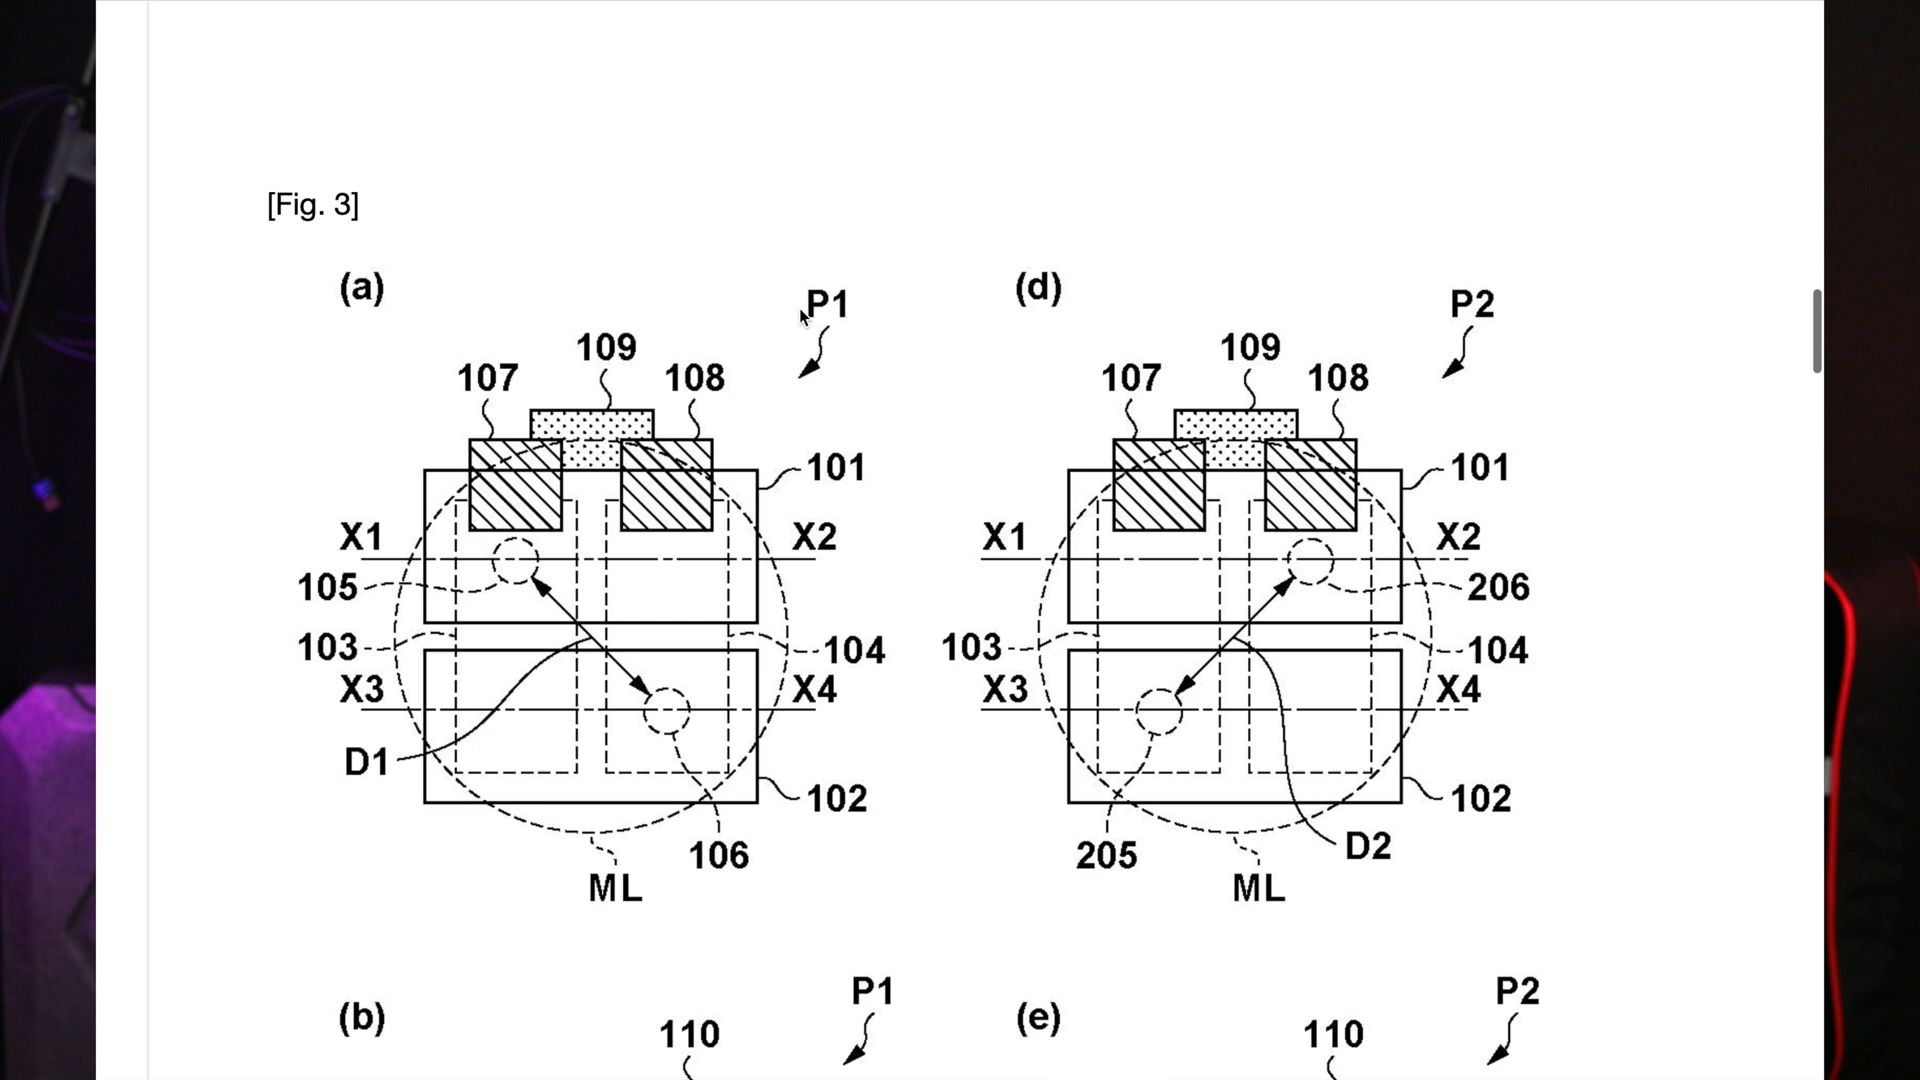 [Fig. 3]
(a)
(d)
P1
P2
109
109
107
108
107
108
101
101
X1
X2
X1
X2
105
206
103
104
103
104
X3
X4
X3
X4
D1
102
102
106
205
D2
ML
ML
P1
P2
(b)
(e)
110
110